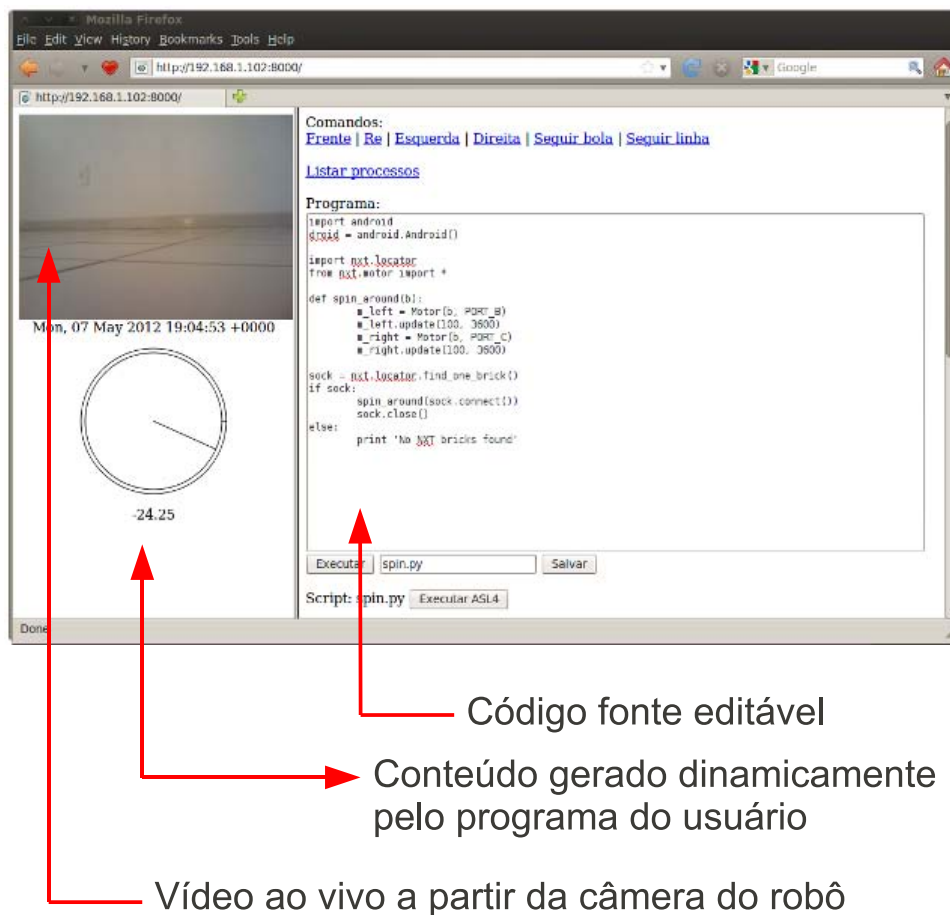 Mozilla Firefox
File Edit View History Bookmarks Tools Help
http://192.168.1.102:8000/
Google
http://192.168.1.102:8000/
Mon, 07 May 2012 19:04:53 +0000
-24.25
Comandos:
Frente | Re | Esquerda | Direita | Seguir bola | Seguir linha
Listar processos
Programa:
import android
droid = android.Android()
import nxt.locator
from nxt.motor import *
def spin_around(b):
m_left = Motor(b, PORT_B)
m_left.update(100, 3600)
m_right = Motor(b, PORT_C)
m_right.update(100, 3600)
sock = nxt.locator.find_one_brick()
if sock:
spin_around(sock.connect())
sock.close()
else:
print 'No NXT bricks found'
Executar spin.py Salvar
Script: spin.py Executar ASL4
Done
Código fonte editável
Conteúdo gerado dinamicamente
pelo programa do usuário
Vídeo ao vivo a partir da câmera do robô